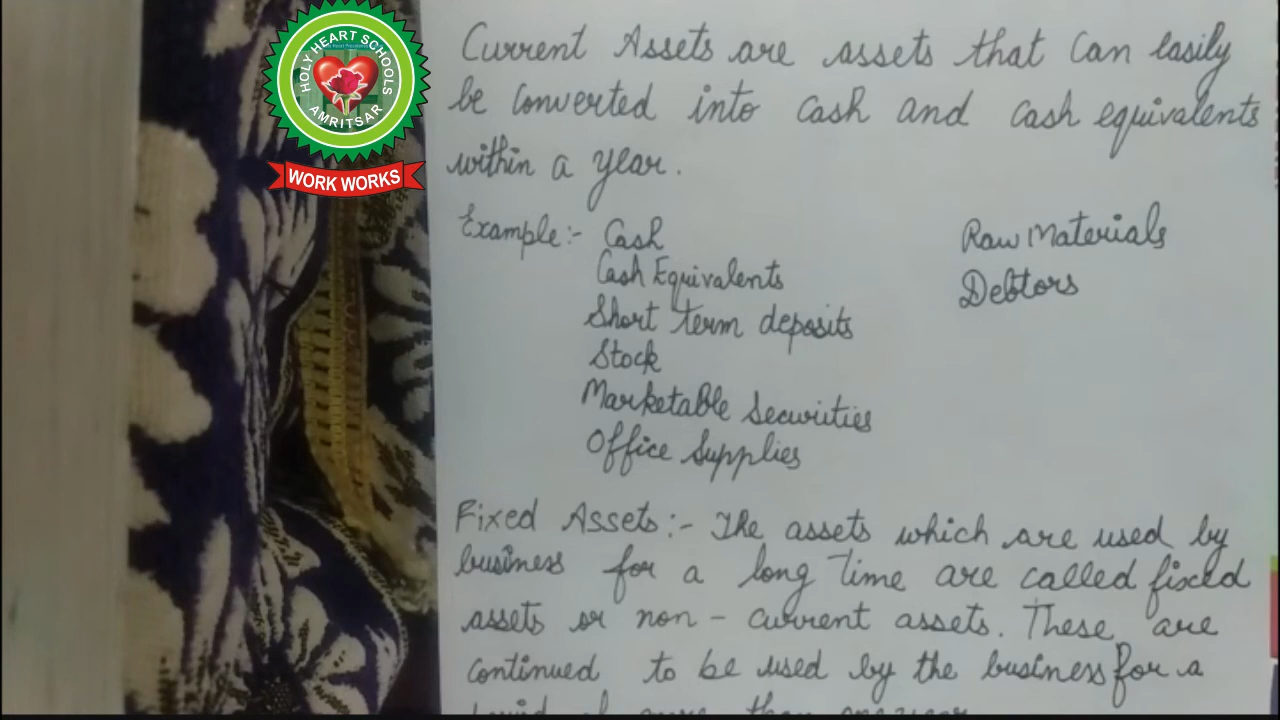 HOLY HEART SCHOOLS
AMRITSAR
WORK WORKS
Current Assets are assets that can easily
be converted into cash and cash equivalents
within a year.
Example:- Cash
Raw Materials
Cash Equivalents
Debtors
Short term deposits
Stock
Marketable Securities
Office Supplies
Fixed Assets:- The assets which are used by
business for a long time are called fixed
assets or non-current assets. These are
continued to be used by the business for a
than